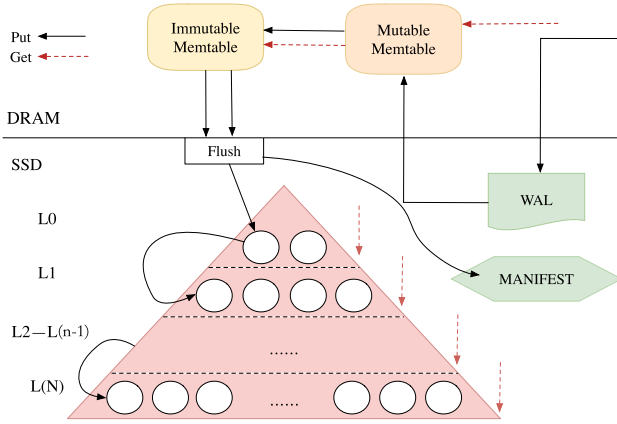 Put
Get
Immutable
Memtable
Mutable
Memtable
DRAM
Flush
SSD
WAL
L0
L1
MANIFEST
L2—L(n-1)
......
L(N)
......